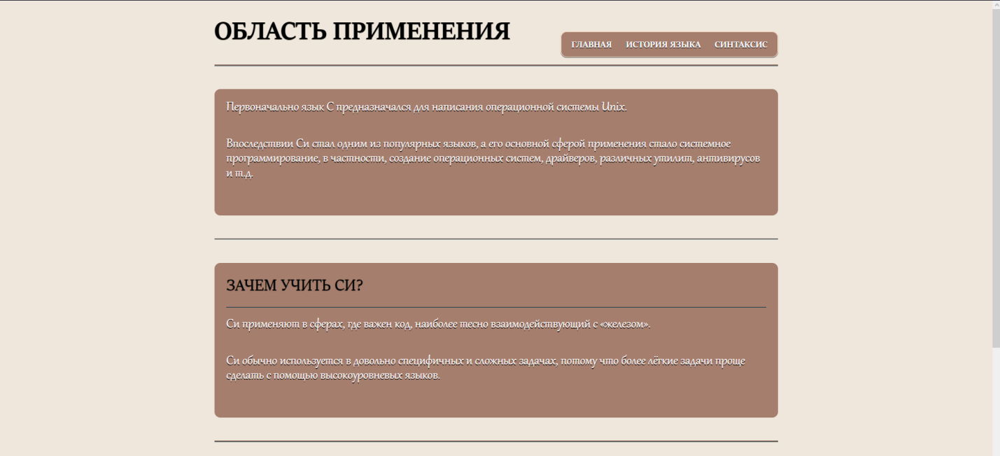 ОБЛАСТЬ ПРИМЕНЕНИЯ
ГЛАВНАЯ ИСТОРИЯ ЯЗЫКА СИНТАКСИС
Первоначально язык C предназначался для написания операционной системы Unix.
Впоследствии Си стал одним из популярных языков, а его основной сферой применения стало системное
программирование, в частности, создание операционных систем, драйверов, различных утилит, антивирусов
и т.д.
ЗАЧЕМ УЧИТЬ СИ?
Си применяют в сферах, где важен код, наиболее тесно взаимодействующий с «железом».
Си обычно используется в довольно специфичных и сложных задачах, потому что более лёгкие задачи проще
сделать с помощью высокоуровневых языков.